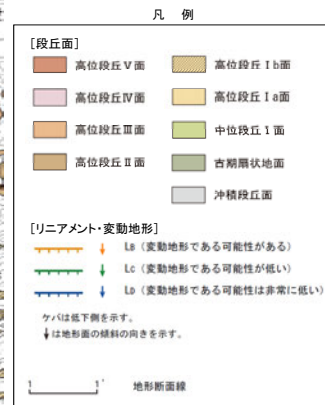 凡 例
[段丘面]
高位段丘Ⅴ面
高位段丘Ⅰb面
高位段丘Ⅳ面
高位段丘Ⅰa面
高位段丘Ⅲ面
中位段丘Ⅰ面
高位段丘Ⅱ面
古期扇状地面
沖積段丘面
[リニアメント・変動地形]
LB (変動地形である可能性がある)
LC (変動地形である可能性が低い)
LD (変動地形である可能性は非常に低い)
ケバは低下側を示す。
↓は地形面の傾斜の向きを示す。
1 1' 地形断面線